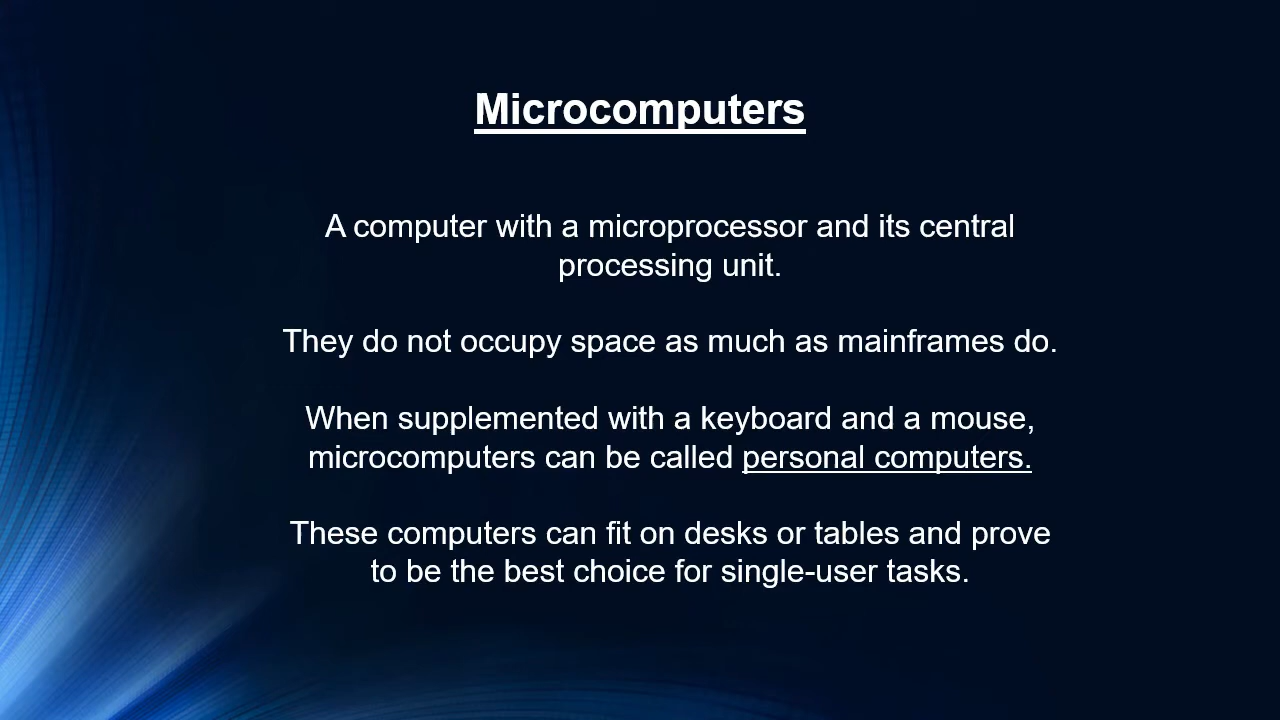 Microcomputers
A computer with a microprocessor and its central
processing unit.
They do not occupy space as much as mainframes do.
When supplemented with a keyboard and a mouse,
microcomputers can be called personal computers.
These computers can fit on desks or tables and prove
to be the best choice for single-user tasks.